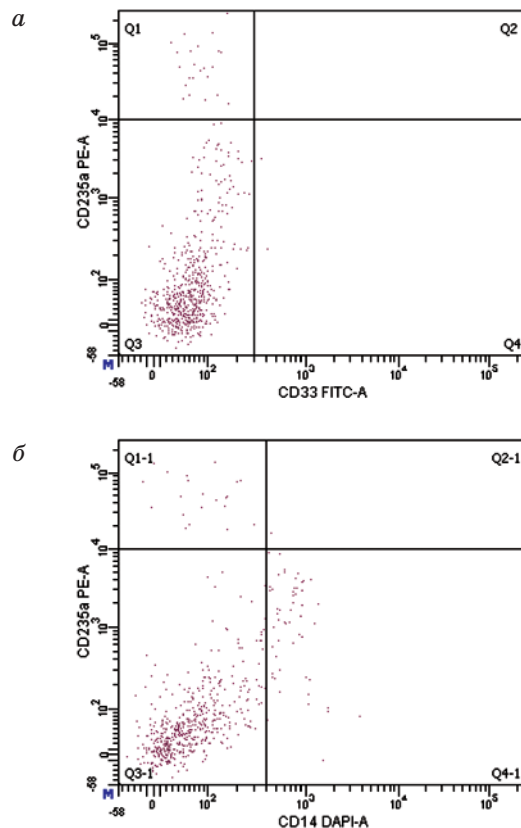 а
Q1
Q2
CD235a PE-A
10^5
10^4
10^3
10^2
0
-58
Q3
Q4
M
-58
0
10^2
10^3
10^4
10^5
CD33 FITC-A
б
Q1-1
Q2-1
CD235a PE-A
10^5
10^4
10^3
10^2
0
-58
Q3-1
Q4-1
M
-58
0
10^2
10^3
10^4
10^5
CD14 DAPI-A